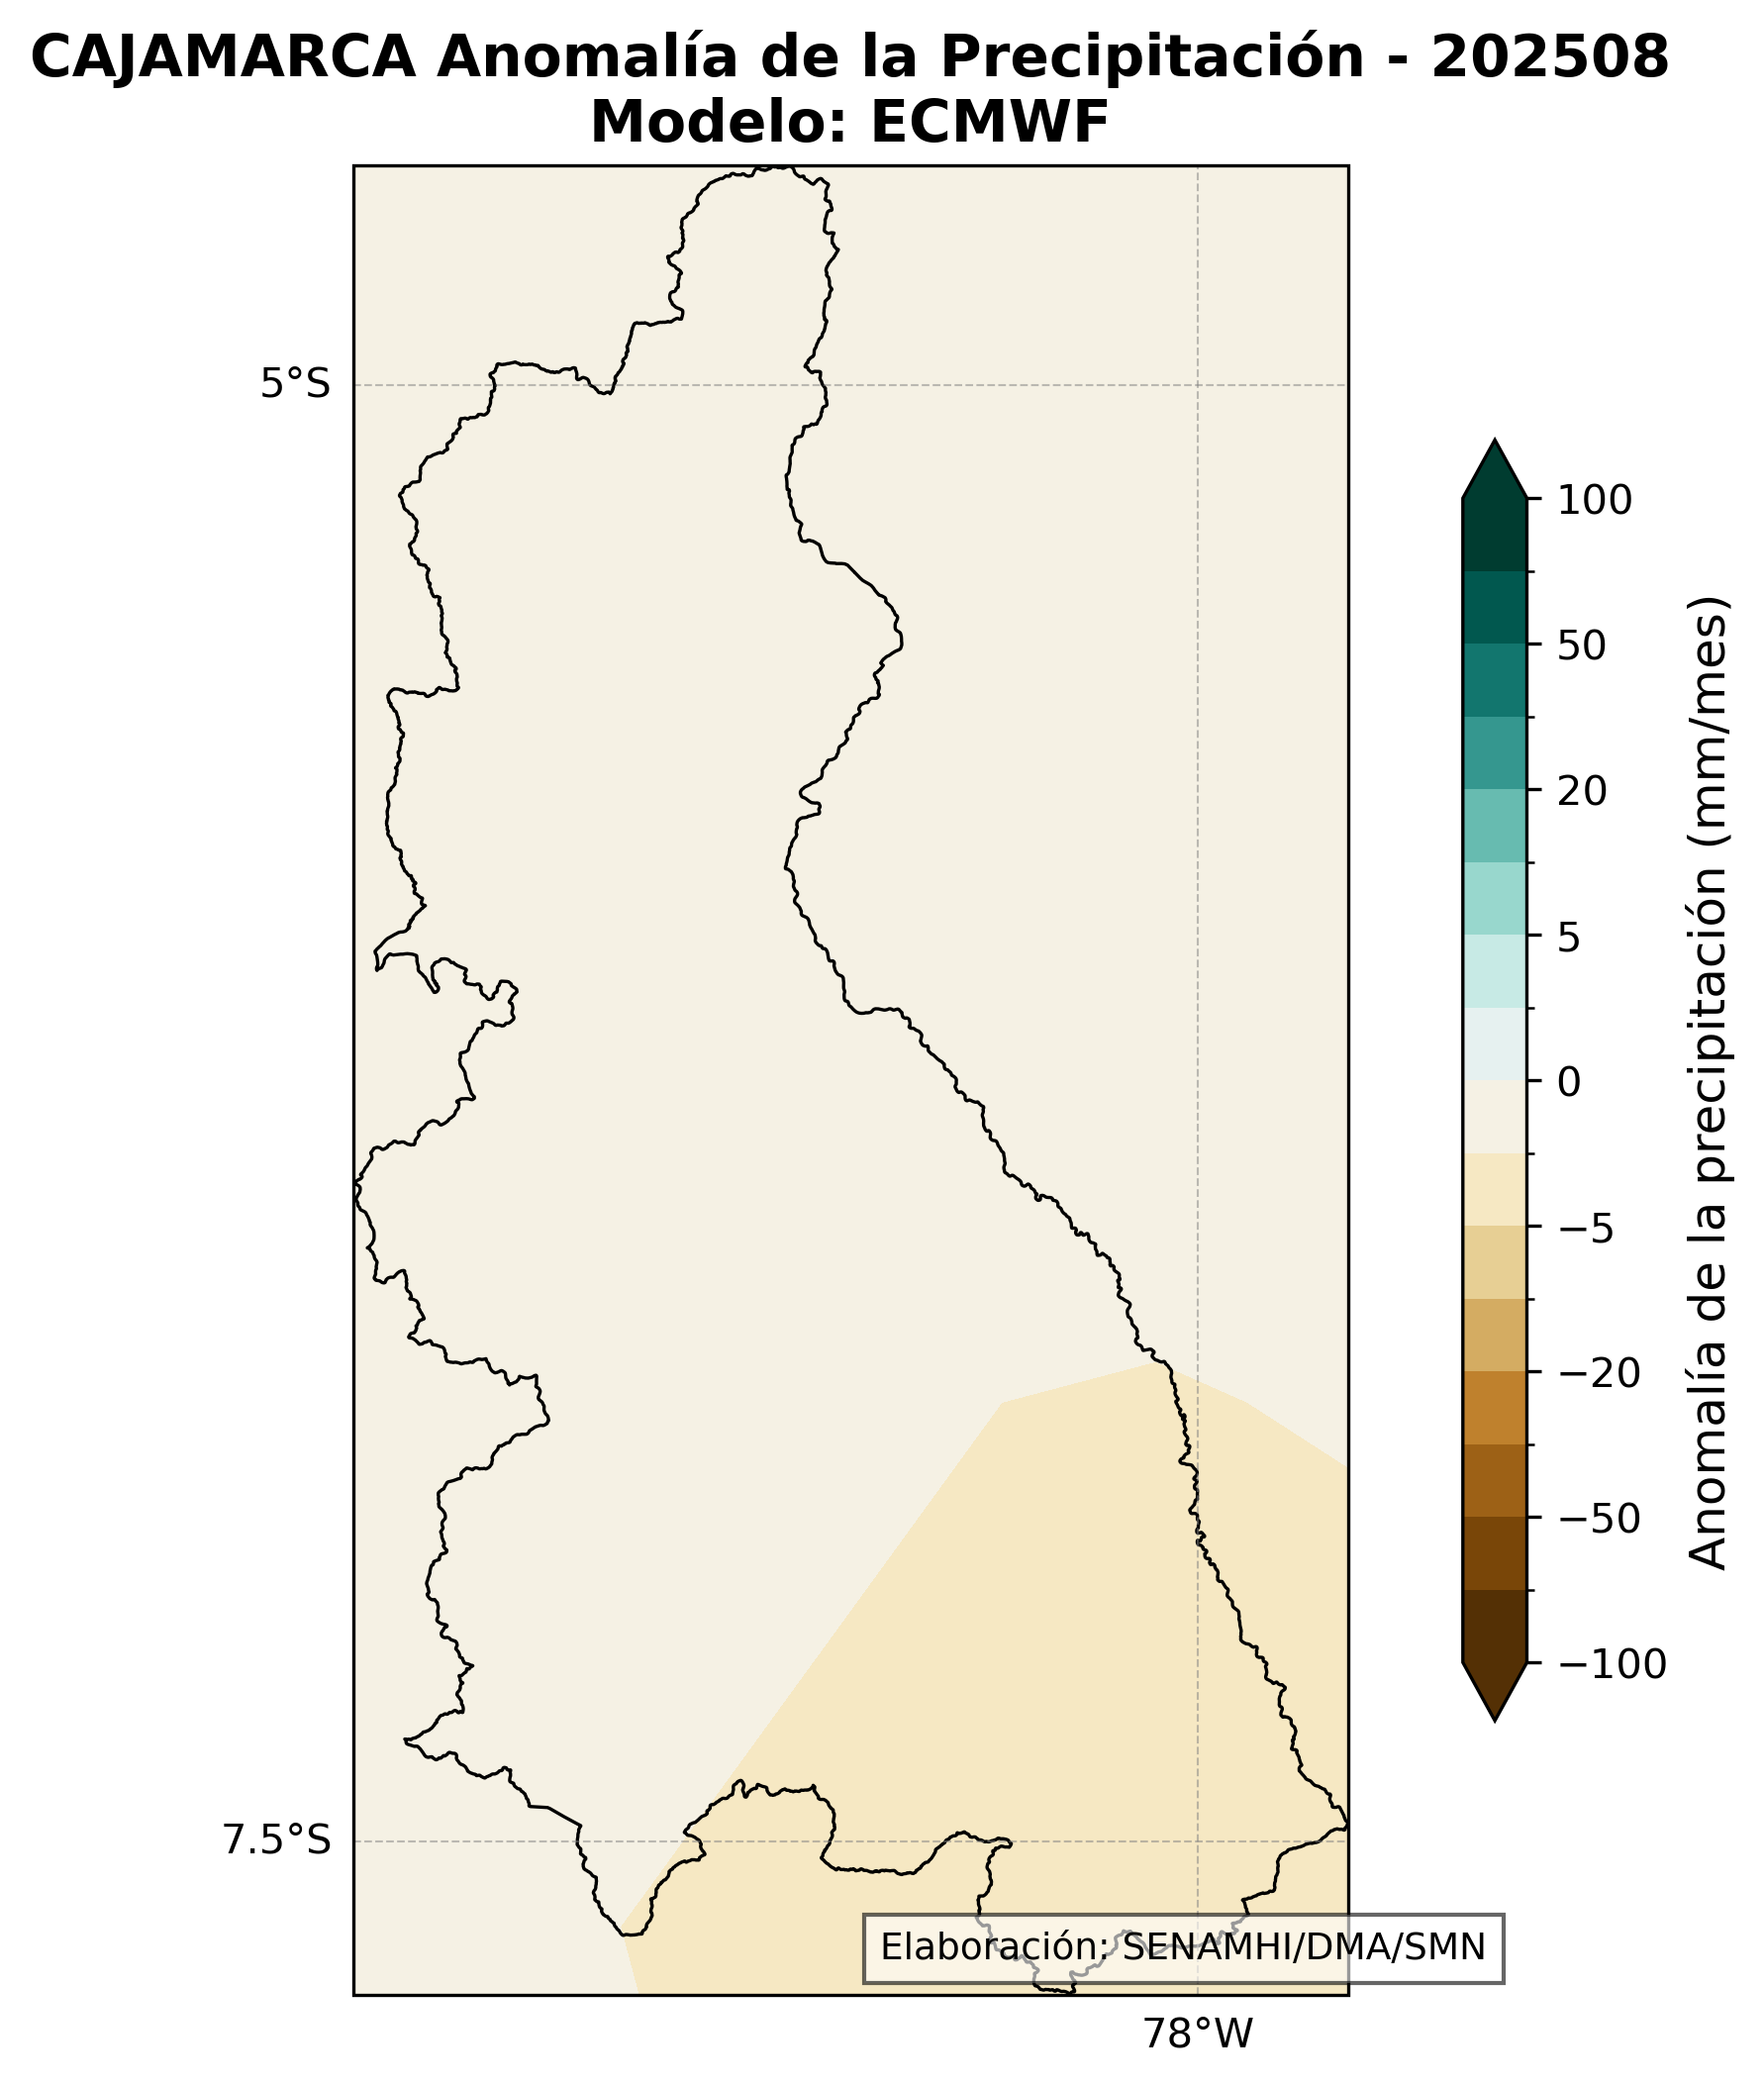 CAJAMARCA Anomalía de la Precipitación - 202508
Modelo: ECMWF
5°S
7.5°S
78°W
100
50
20
5
0
−5
−20
−50
−100
Anomalía de la precipitación (mm/mes)
Elaboración: SENAMHI/DMA/SMN